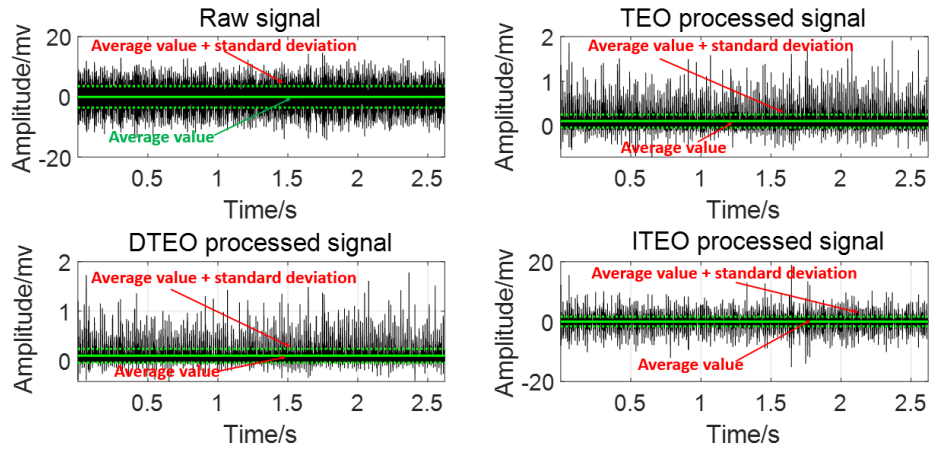 Raw signal
Amplitude/mv
20
0
-20
Average value + standard deviation
Average value
0.5 1 1.5 2 2.5
Time/s
TEO processed signal
Amplitude/mv
2
1
0
Average value + standard deviation
Average value
0.5 1 1.5 2 2.5
Time/s
DTEO processed signal
Amplitude/mv
2
1
0
Average value + standard deviation
Average value
0.5 1 1.5 2 2.5
Time/s
ITEO processed signal
Amplitude/mv
20
0
-20
Average value + standard deviation
Average value
0.5 1 1.5 2 2.5
Time/s